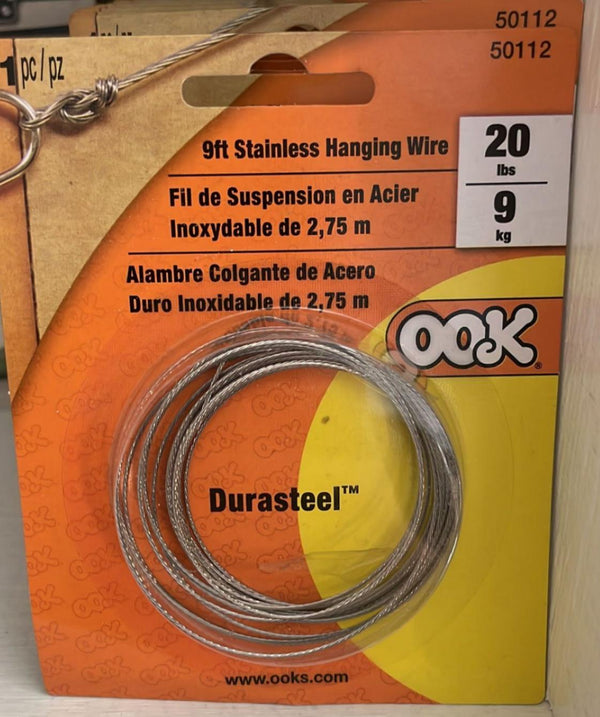 50112
50112
1 pc / pz
9ft Stainless Hanging Wire
20
lbs
9
kg
Fil de Suspension en Acier
Inoxydable de 2,75 m
Alambre Colgante de Acero
Duro Inoxidable de 2,75 m
OOK®
Durasteel™
www.ooks.com